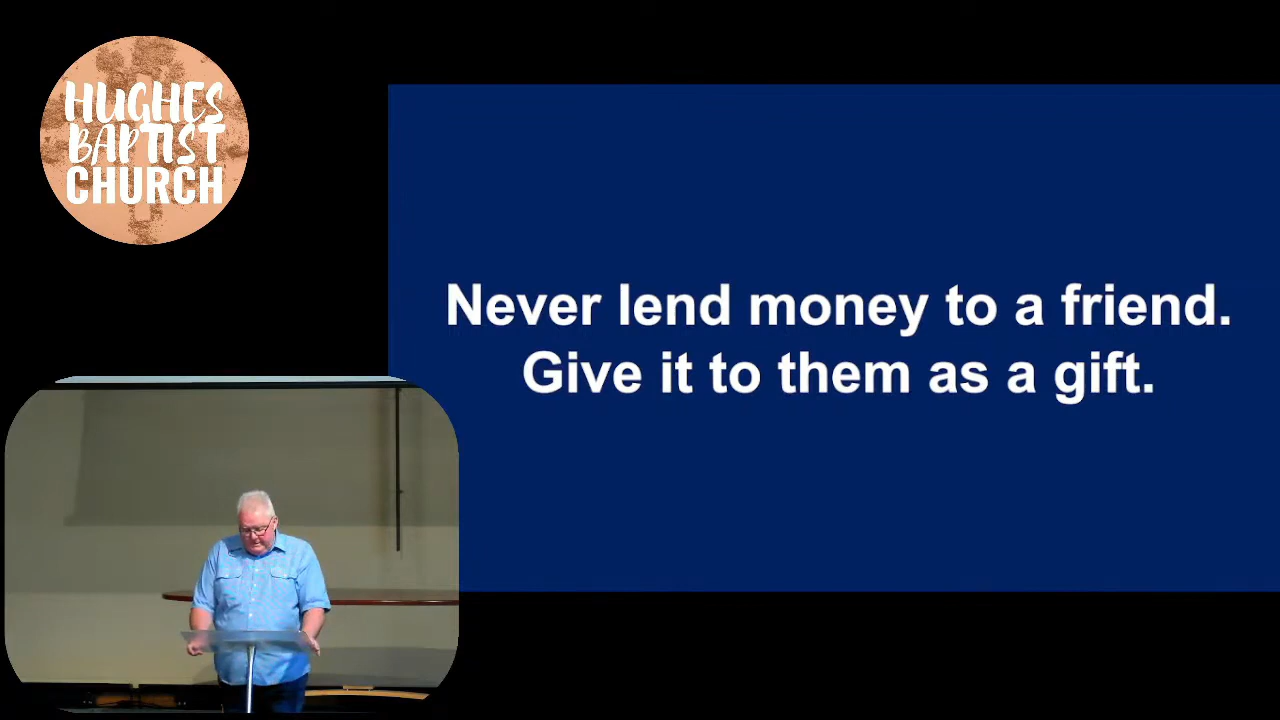 HUGHES
BAPTIST
CHURCH
Never lend money to a friend.
Give it to them as a gift.